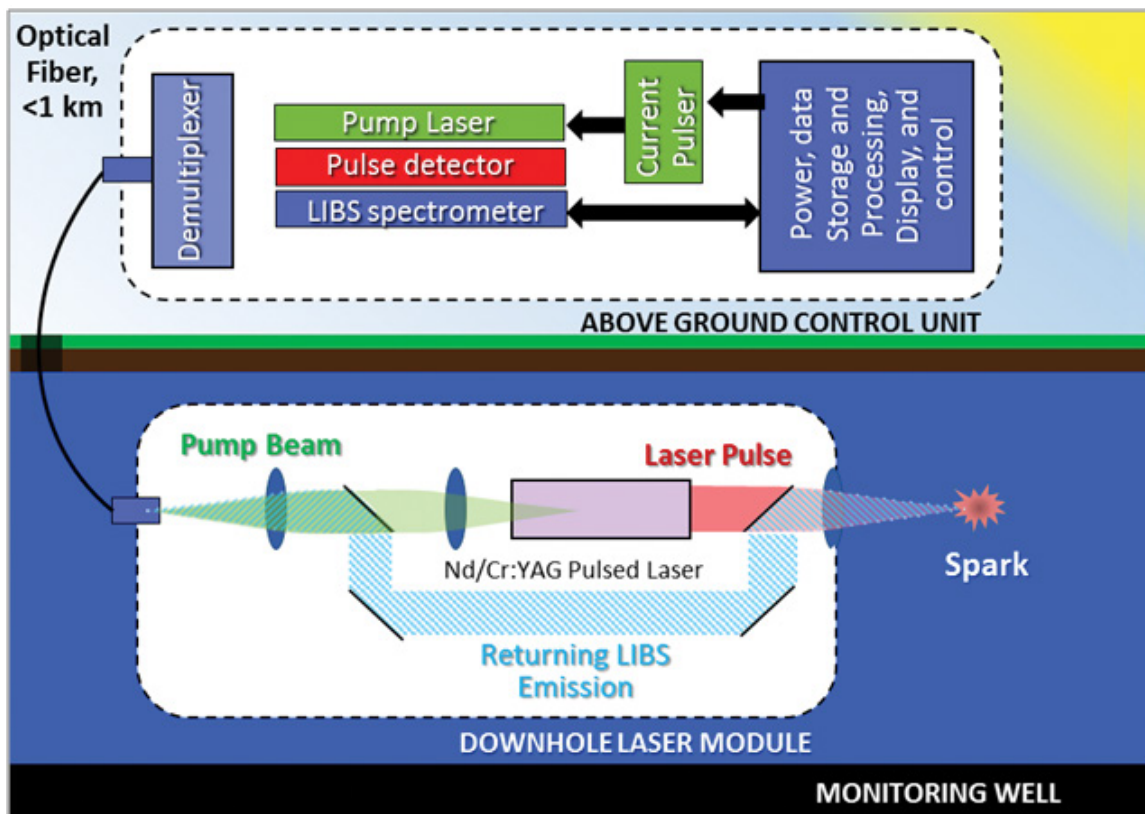 Optical
Fiber,
<1 km
Demultiplexer
Pump Laser
Pulse detector
LIBS spectrometer
Current
Pulser
Power, data
Storage and
Processing,
Display, and
control
ABOVE GROUND CONTROL UNIT
Pump Beam
Laser Pulse
Nd/Cr:YAG Pulsed Laser
Spark
Returning LIBS
Emission
DOWNHOLE LASER MODULE
MONITORING WELL